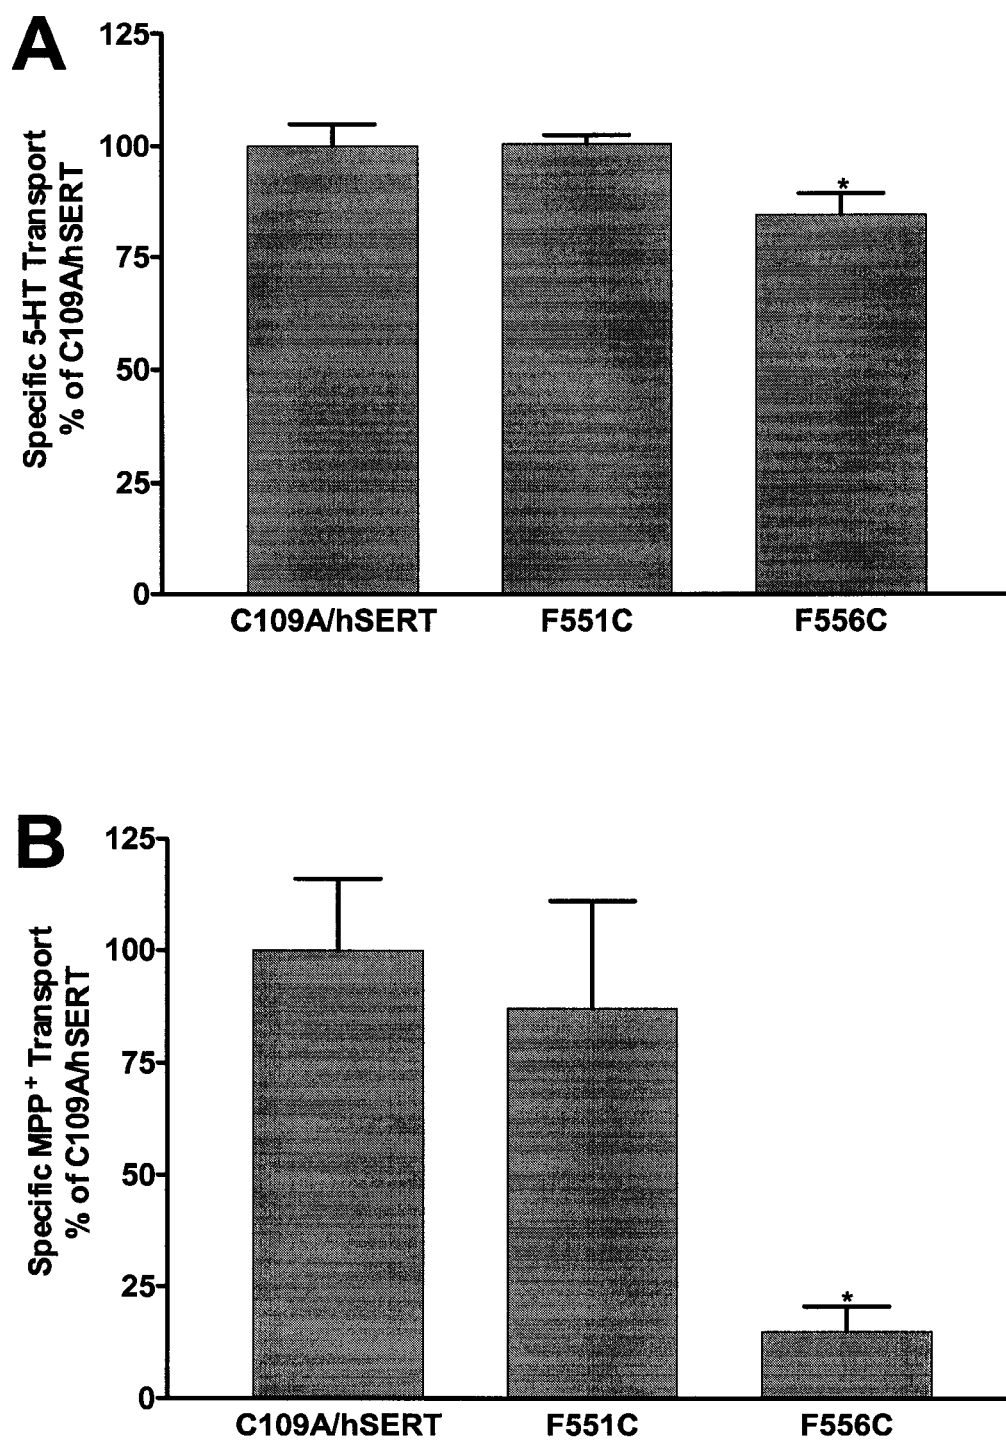 A
125
100
75
50
25
0
Specific 5-HT Transport
% of C109A/hSERT
*
C109A/hSERT F551C F556C
B
125
100
75
50
25
0
Specific MPP+ Transport
% of C109A/hSERT
*
C109A/hSERT F551C F556C